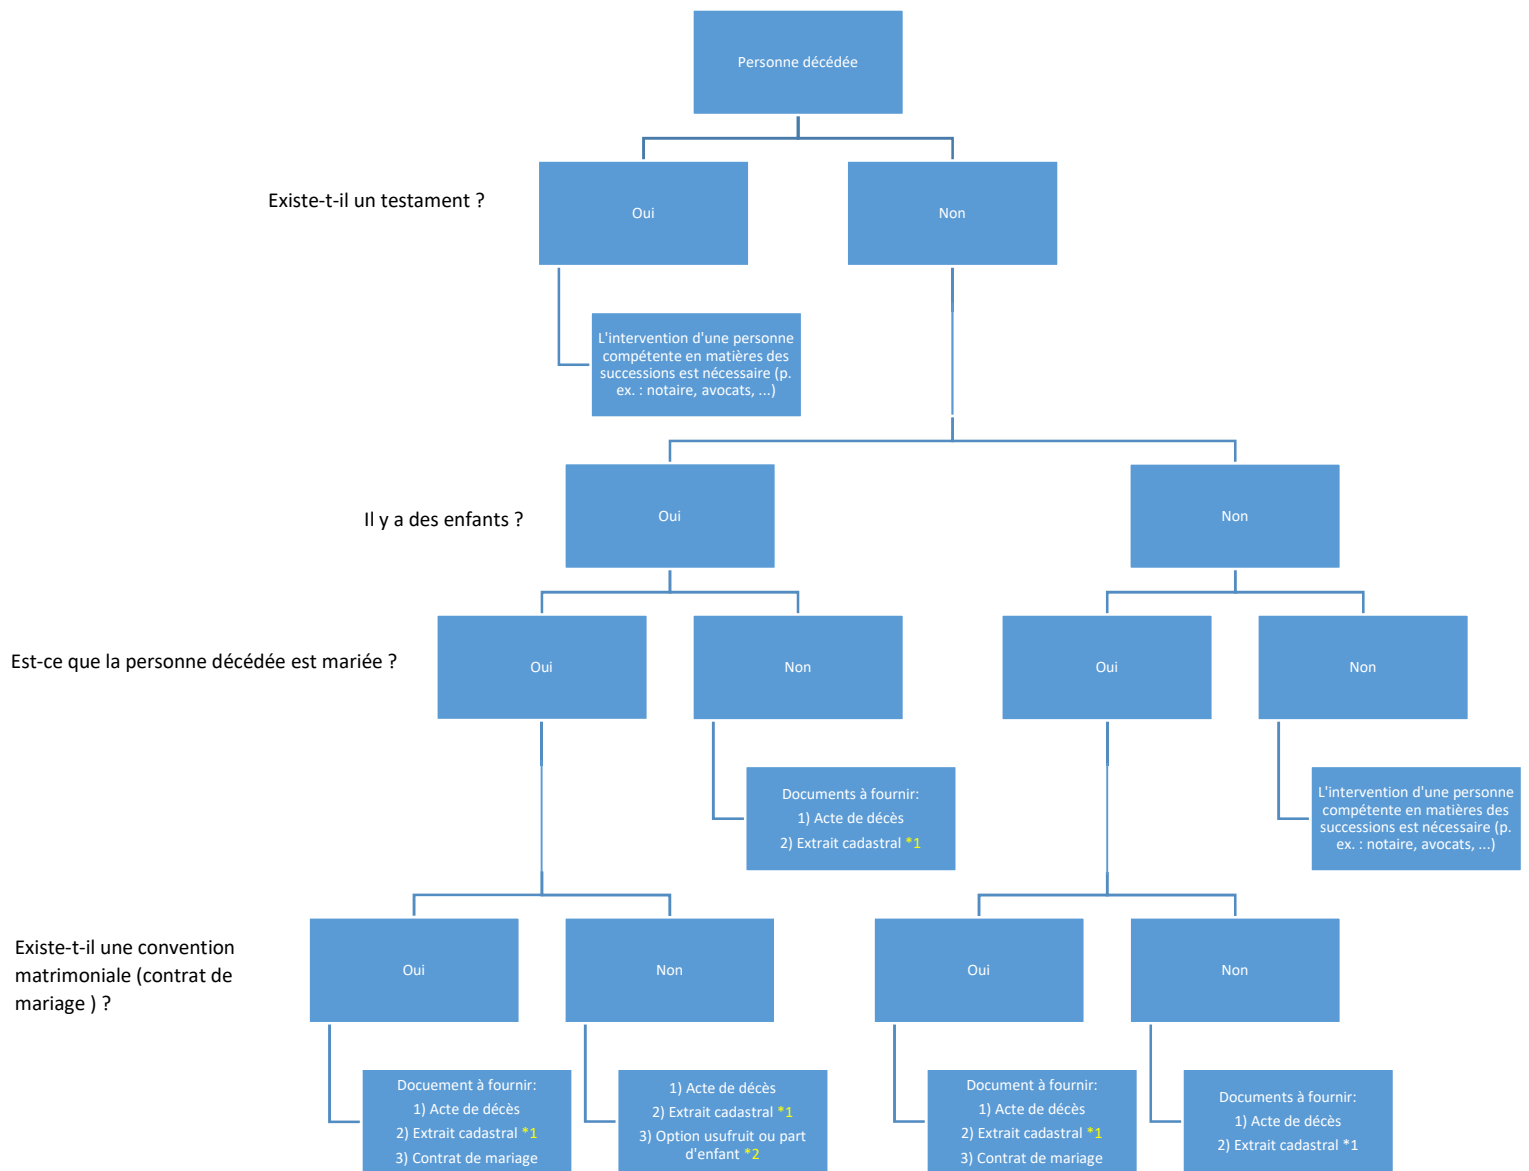 Personne décédée
Existe-t-il un testament ?
Oui
Non
L'intervention d'une personne
compétente en matières des
successions est nécessaire (p.
ex. : notaire, avocats, ...)
Il y a des enfants ?
Oui
Non
Est-ce que la personne décédée est mariée ?
Oui
Non
Oui
Non
Documents à fournir:
1) Acte de décès
2) Extrait cadastral *1
L'intervention d'une personne
compétente en matières des
successions est nécessaire (p.
ex. : notaire, avocats, ...)
Existe-t-il une convention
matrimoniale (contrat de
mariage ) ?
Oui
Non
Oui
Non
Docuement à fournir:
1) Acte de décès
2) Extrait cadastral *1
3) Contrat de mariage
1) Acte de décès
2) Extrait cadastral *1
3) Option usufruit ou part
d'enfant *2
Document à fournir:
1) Acte de décès
2) Extrait cadastral *1
3) Contrat de mariage
Documents à fournir:
1) Acte de décès
2) Extrait cadastral *1